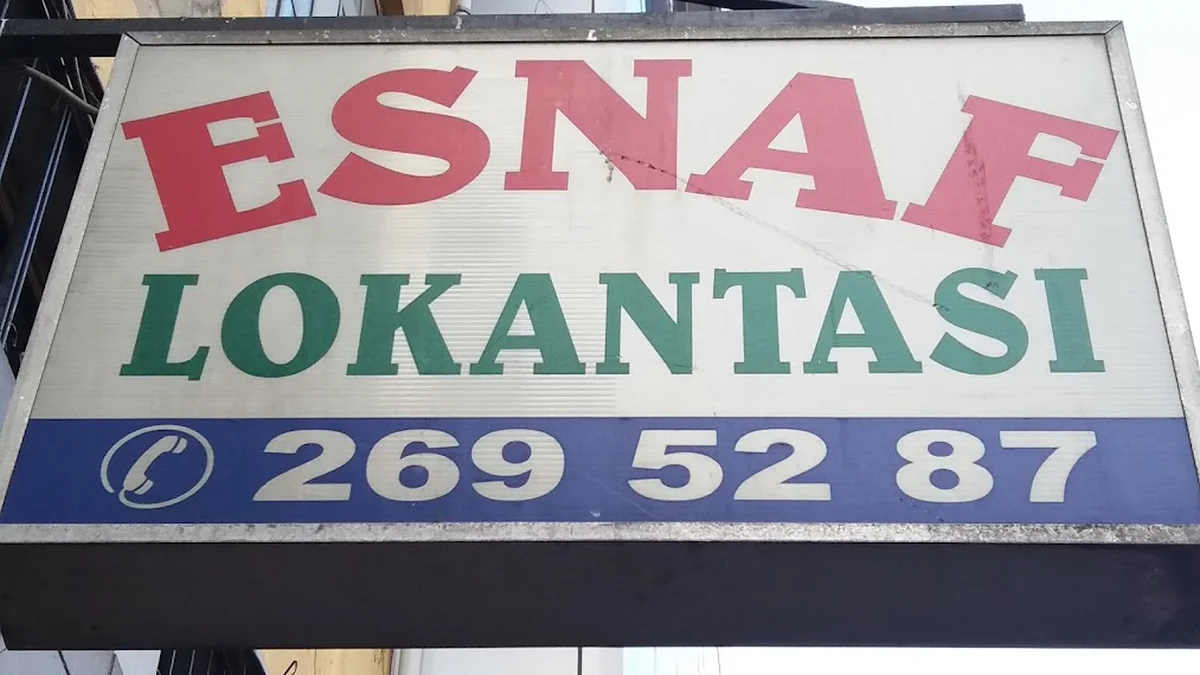 ESNAF
LOKANTASI
269 52 87